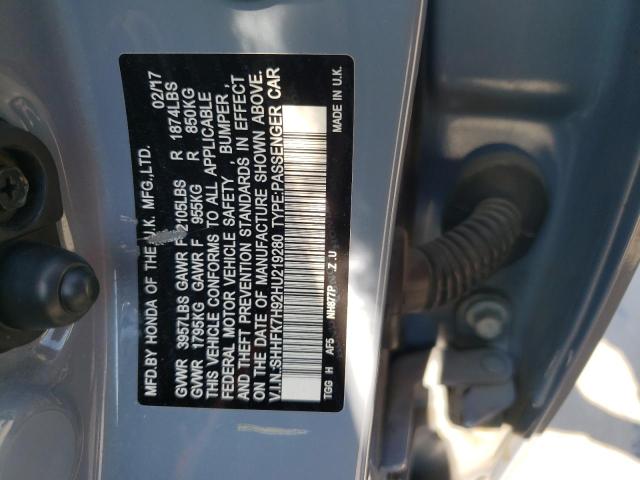 MFD.BY HONDA OF THE U.K. MFG.,LTD. 02/17
GVWR 3957LBS GAWR F 2105LBS R 1874LBS
GVWR 1795KG GAWR F 955KG R 850KG
THIS VEHICLE CONFORMS TO ALL APPLICABLE
FEDERAL MOTOR VEHICLE SAFETY , BUMPER,
AND THEFT PREVENTION STANDARDS IN EFFECT
ON THE DATE OF MANUFACTURE SHOWN ABOVE.
V.I.N:SHHFK7H92HU219280 TYPE:PASSENGER CAR
TGG H AF5 NH877P Z.U MADE IN U.K.